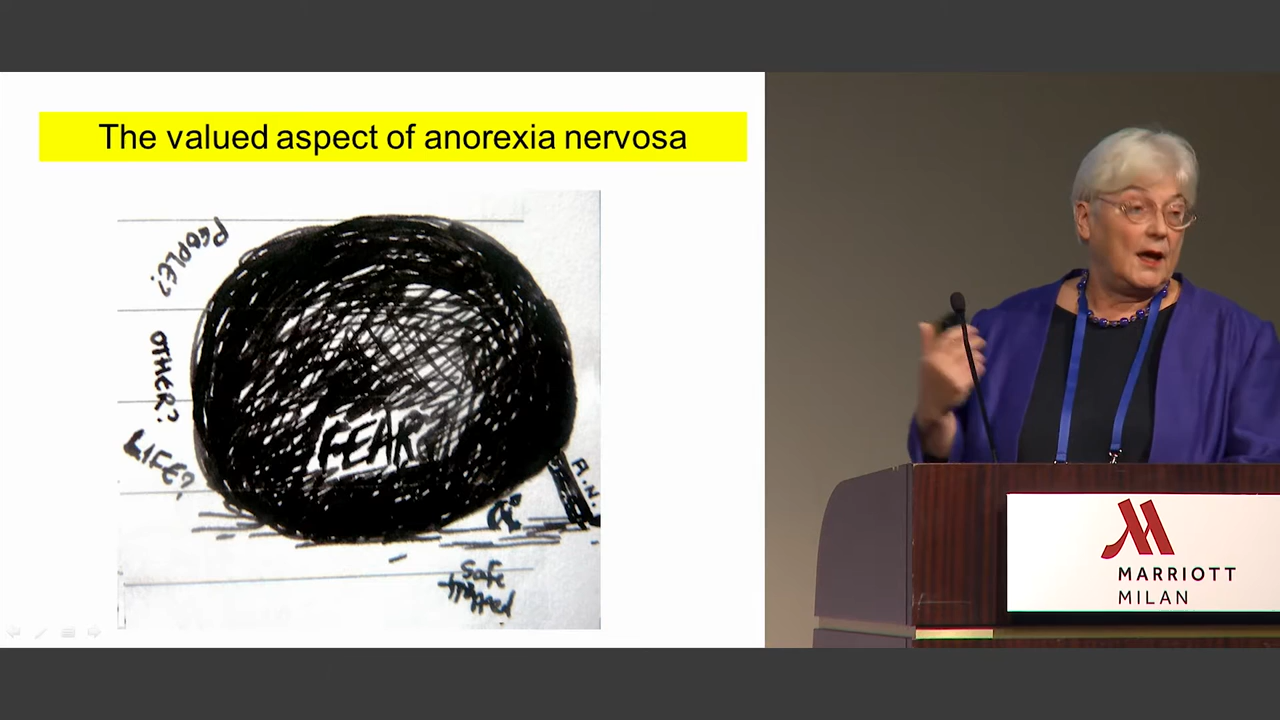 The valued aspect of anorexia nervosa
PEOPLE?
OTHER?
LIFE?
FEAR
A.N.
Safe
trapped
MARRIOTT
MILAN